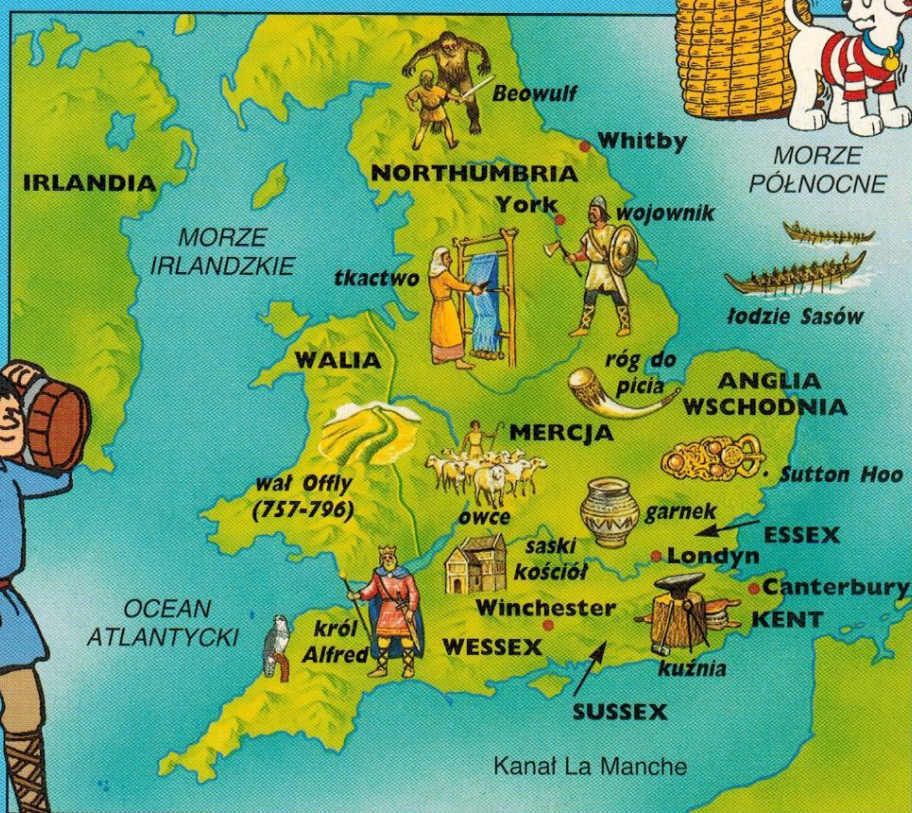 Beowulf
Whitby
MORZE
PÓŁNOCNE
IRLANDIA
NORTHUMBRIA
York
wojownik
MORZE
IRLANDZKIE
tkactwo
łodzie Sasów
WALIA
róg do
picia
ANGLIA
WSCHODNIA
MERCJA
wał Offly
(757-796)
owce
Sutton Hoo
garnek
ESSEX
saski
kościół
Londyn
Canterbury
KENT
OCEAN
ATLANTYCKI
król
Alfred
Winchester
WESSEX
kuźnia
SUSSEX
Kanał La Manche